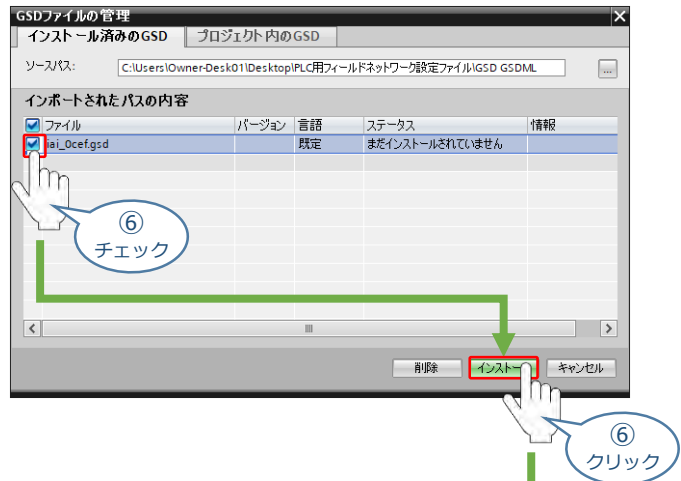 GSDファイルの管理
インストール済みのGSD
プロジェクト内のGSD
ソースパス:
C:\Users\Owner-Desk01\Desktop\PLC用フィールドネットワーク設定ファイル\GSD GSDML
...
インポートされたパスの内容
ファイル
バージョン
言語
ステータス
情報
iai_0cef.gsd
既定
まだインストールされていません
⑥
チェック
削除
インストー
キャンセル
⑥
クリック